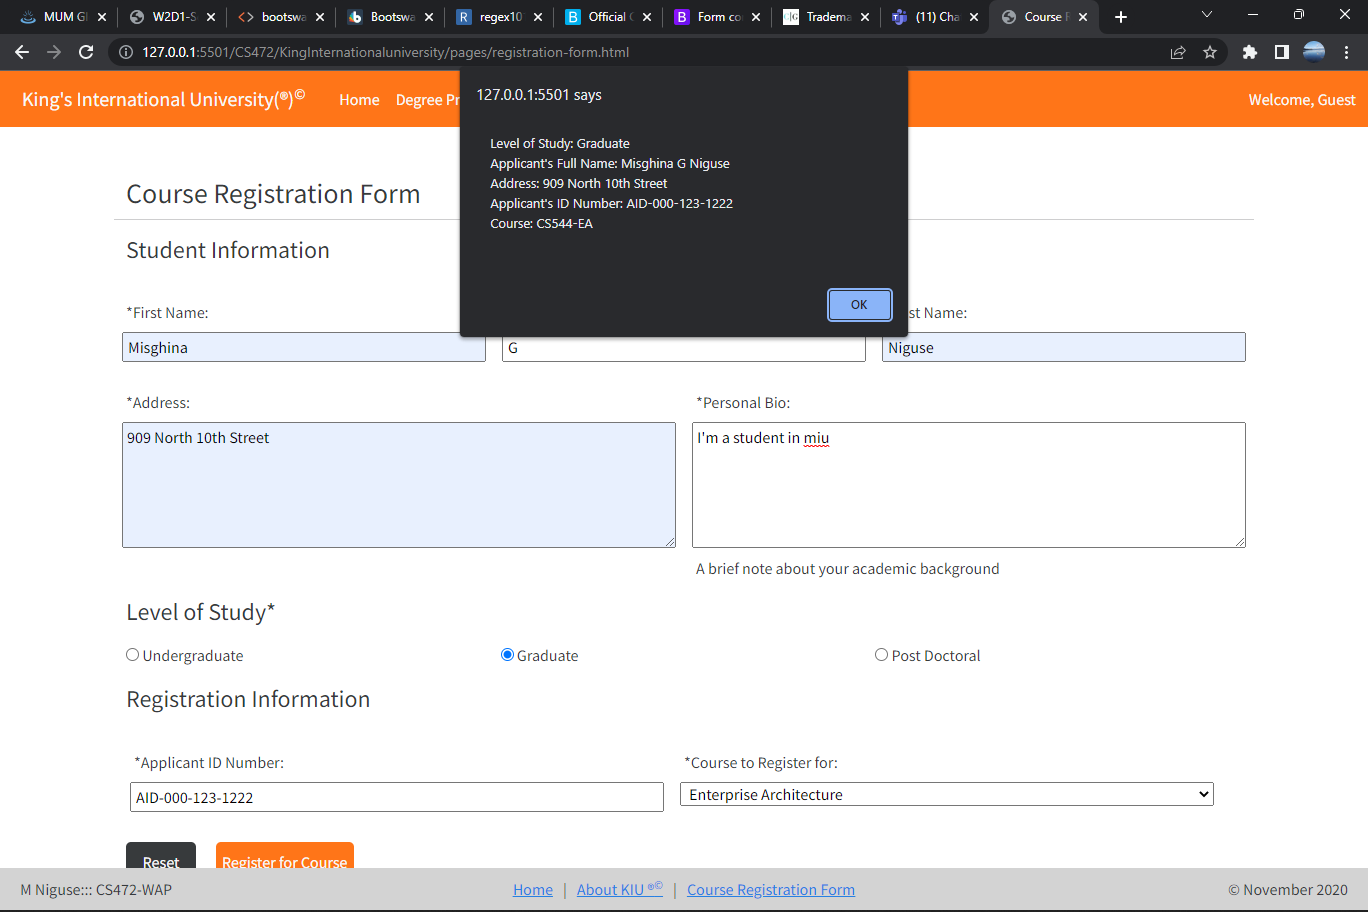 MUM G
W2D1-S
bootswa
Bootswa
regex10
Official
Form co
Tradema
(11) Cha
Course
127.0.0.1:5501/CS472/KingInternationaluniversity/pages/registration-form.html
King's International University(®)©
Home
Degree Pr
Welcome, Guest
127.0.0.1:5501 says
Level of Study: Graduate
Applicant's Full Name: Misghina G Niguse
Address: 909 North 10th Street
Applicant's ID Number: AID-000-123-1222
Course: CS544-EA
OK
Course Registration Form
Student Information
*First Name:
st Name:
Misghina
G
Niguse
*Address:
*Personal Bio:
909 North 10th Street
I'm a student in miu
A brief note about your academic background
Level of Study*
Undergraduate
Graduate
Post Doctoral
Registration Information
*Applicant ID Number:
*Course to Register for:
AID-000-123-1222
Enterprise Architecture
Reset
Register for Course
M Niguse::: CS472-WAP
Home | About KIU ®© | Course Registration Form
© November 2020